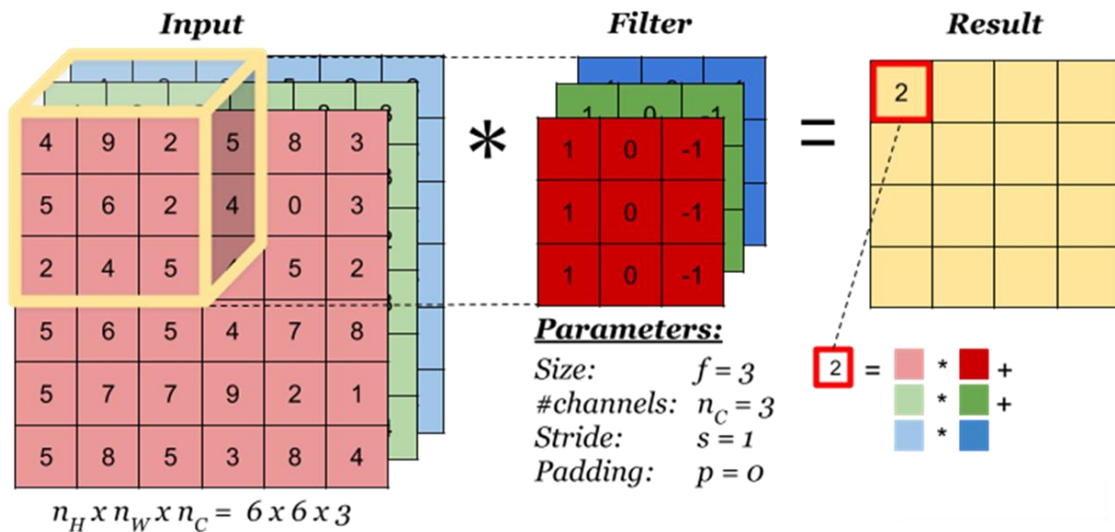 Input Filter Result
4 9 2 5 8 3
5 6 2 4 0 3
2 4 5 5 2
5 6 5 4 7 8
5 7 7 9 2 1
5 8 5 3 8 4
n_H x n_W x n_C = 6 x 6 x 3
*
1 0 -1
1 0 -1
1 0 -1
1 0 -1
Parameters:
Size: f = 3
#channels: n_C = 3
Stride: s = 1
Padding: p = 0
=
2
2 = * +
* +
*